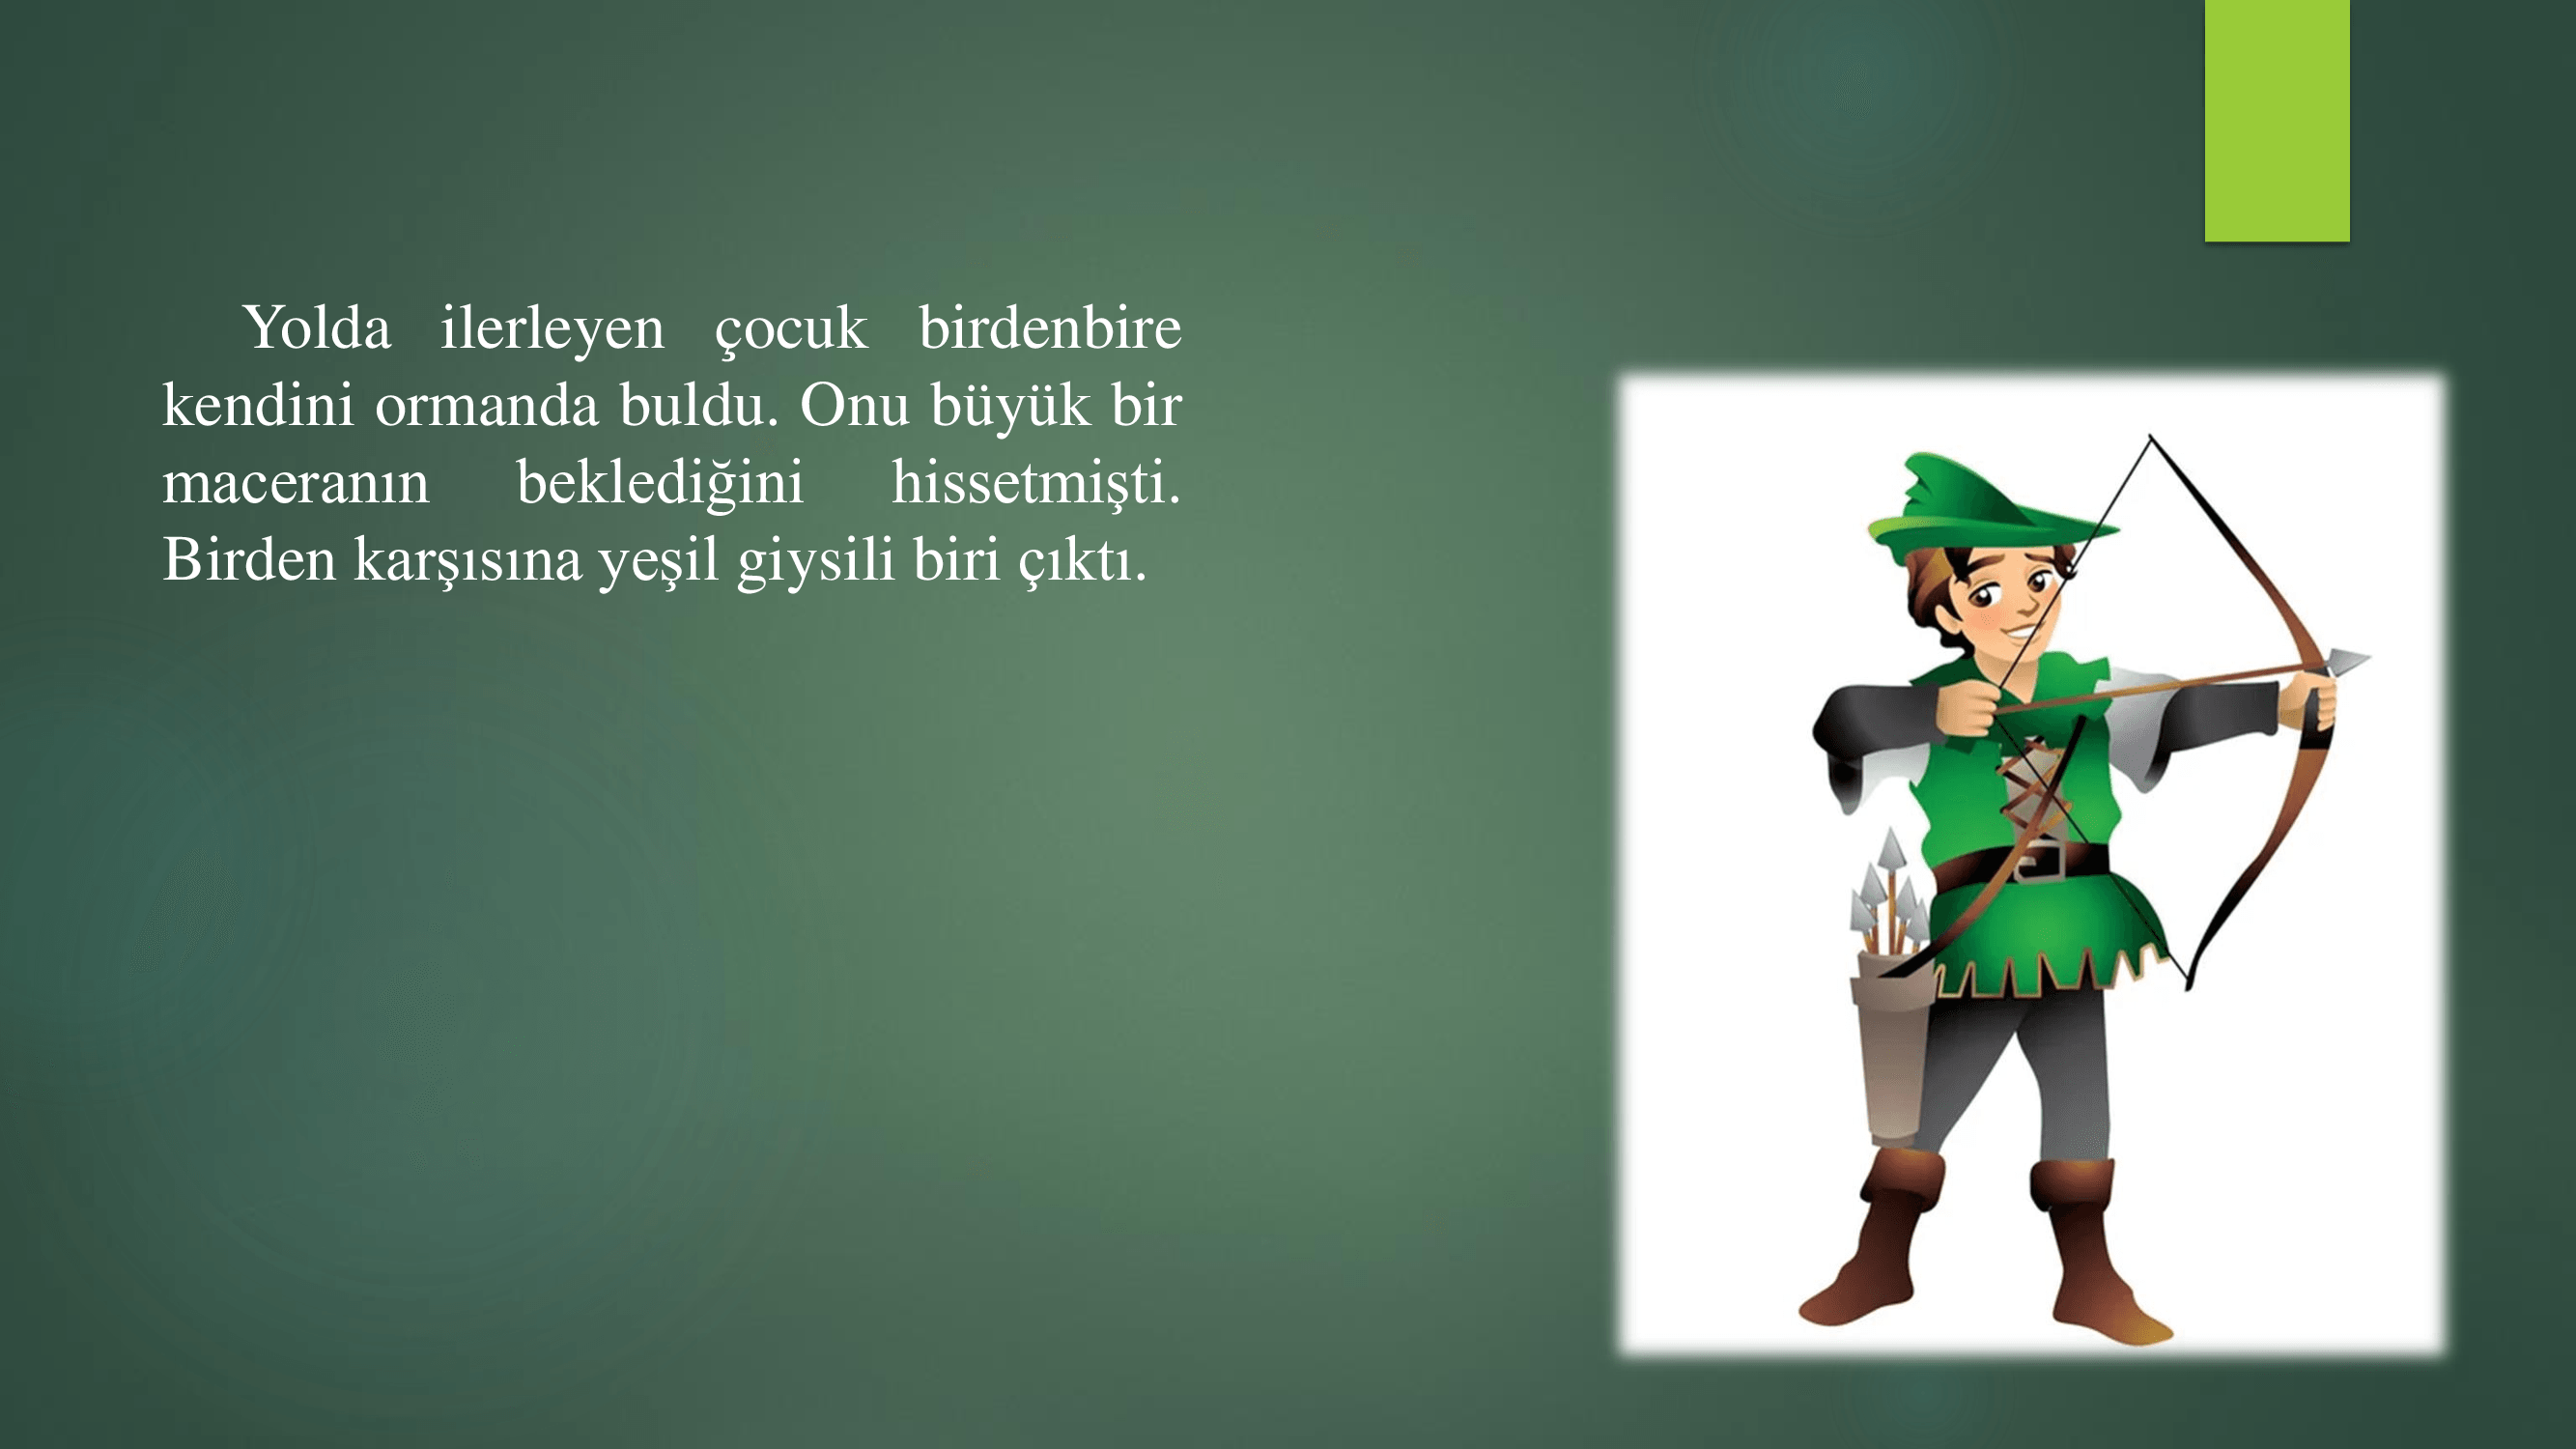 Yolda ilerleyen çocuk birdenbire
kendini ormanda buldu. Onu büyük bir
maceranın beklediğini hissetmişti.
Birden karşısına yeşil giysili biri çıktı.